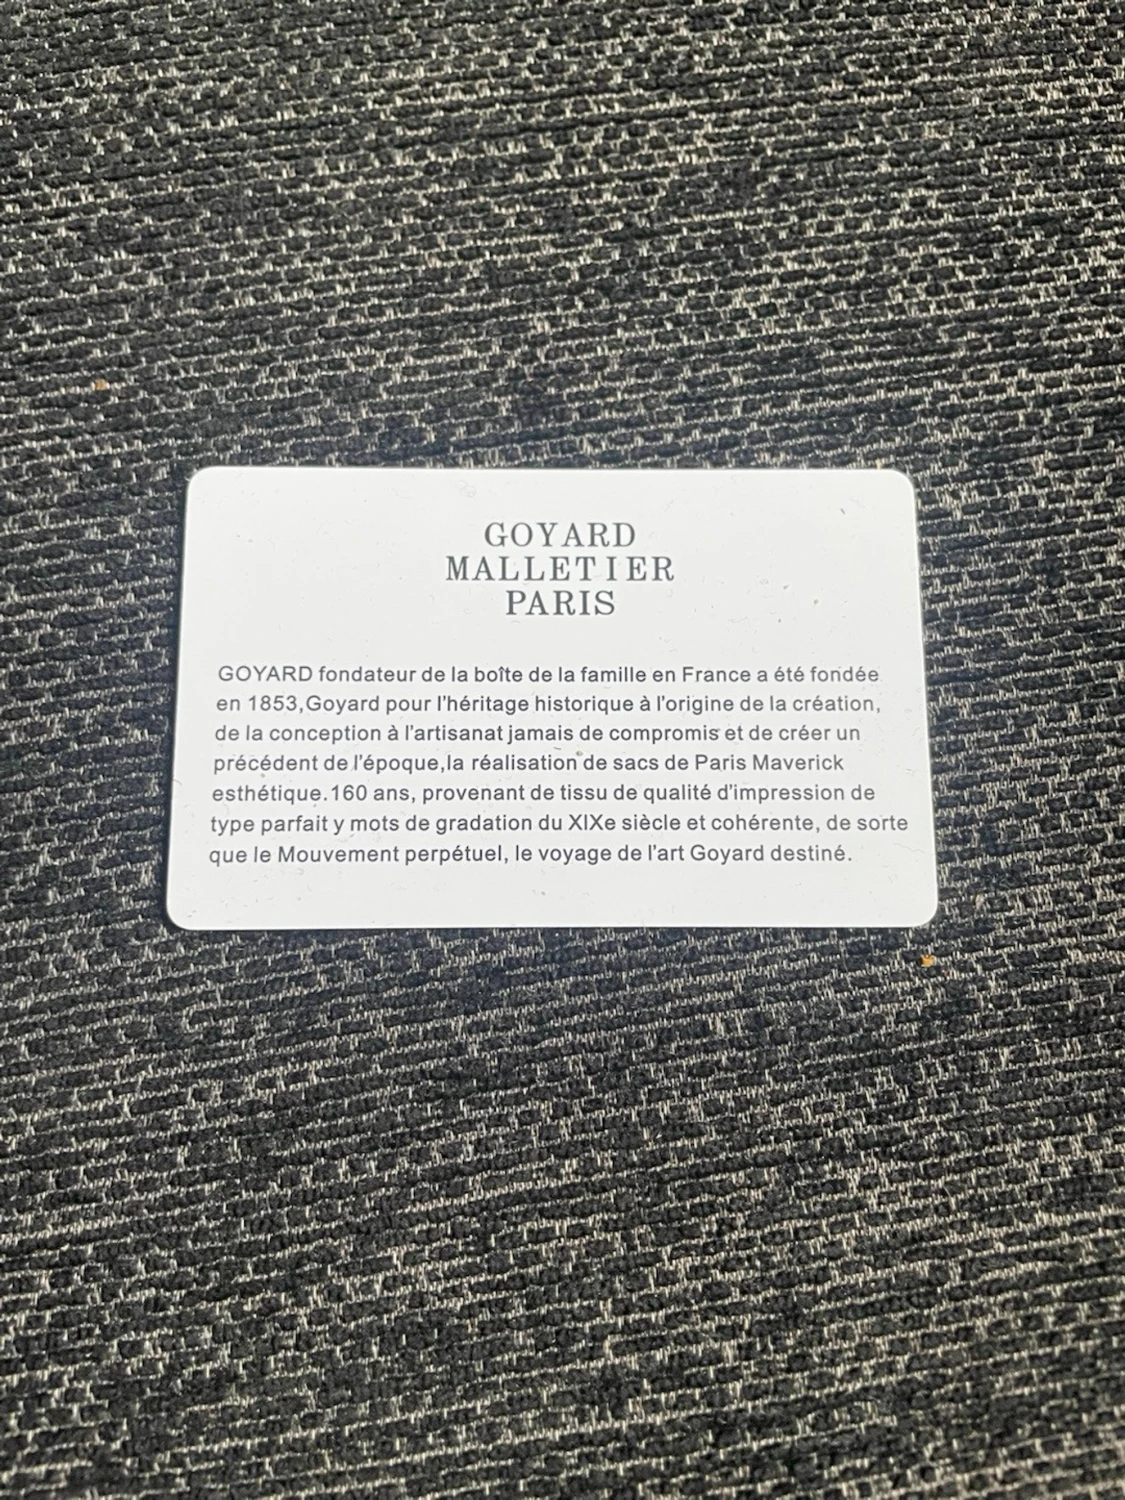 GOYARD
MALLETIER
PARIS
GOYARD fondateur de la boîte de la famille en France a été fondée
en 1853,Goyard pour l'héritage historique à l'origine de la création,
de la conception à l'artisanat jamais de compromis et de créer un
précédent de l'époque,la réalisation de sacs de Paris Maverick
esthétique.160 ans, provenant de tissu de qualité d'impression de
type parfait y mots de gradation du XIXe siècle et cohérente, de sorte
que le Mouvement perpétuel, le voyage de l'art Goyard destiné.